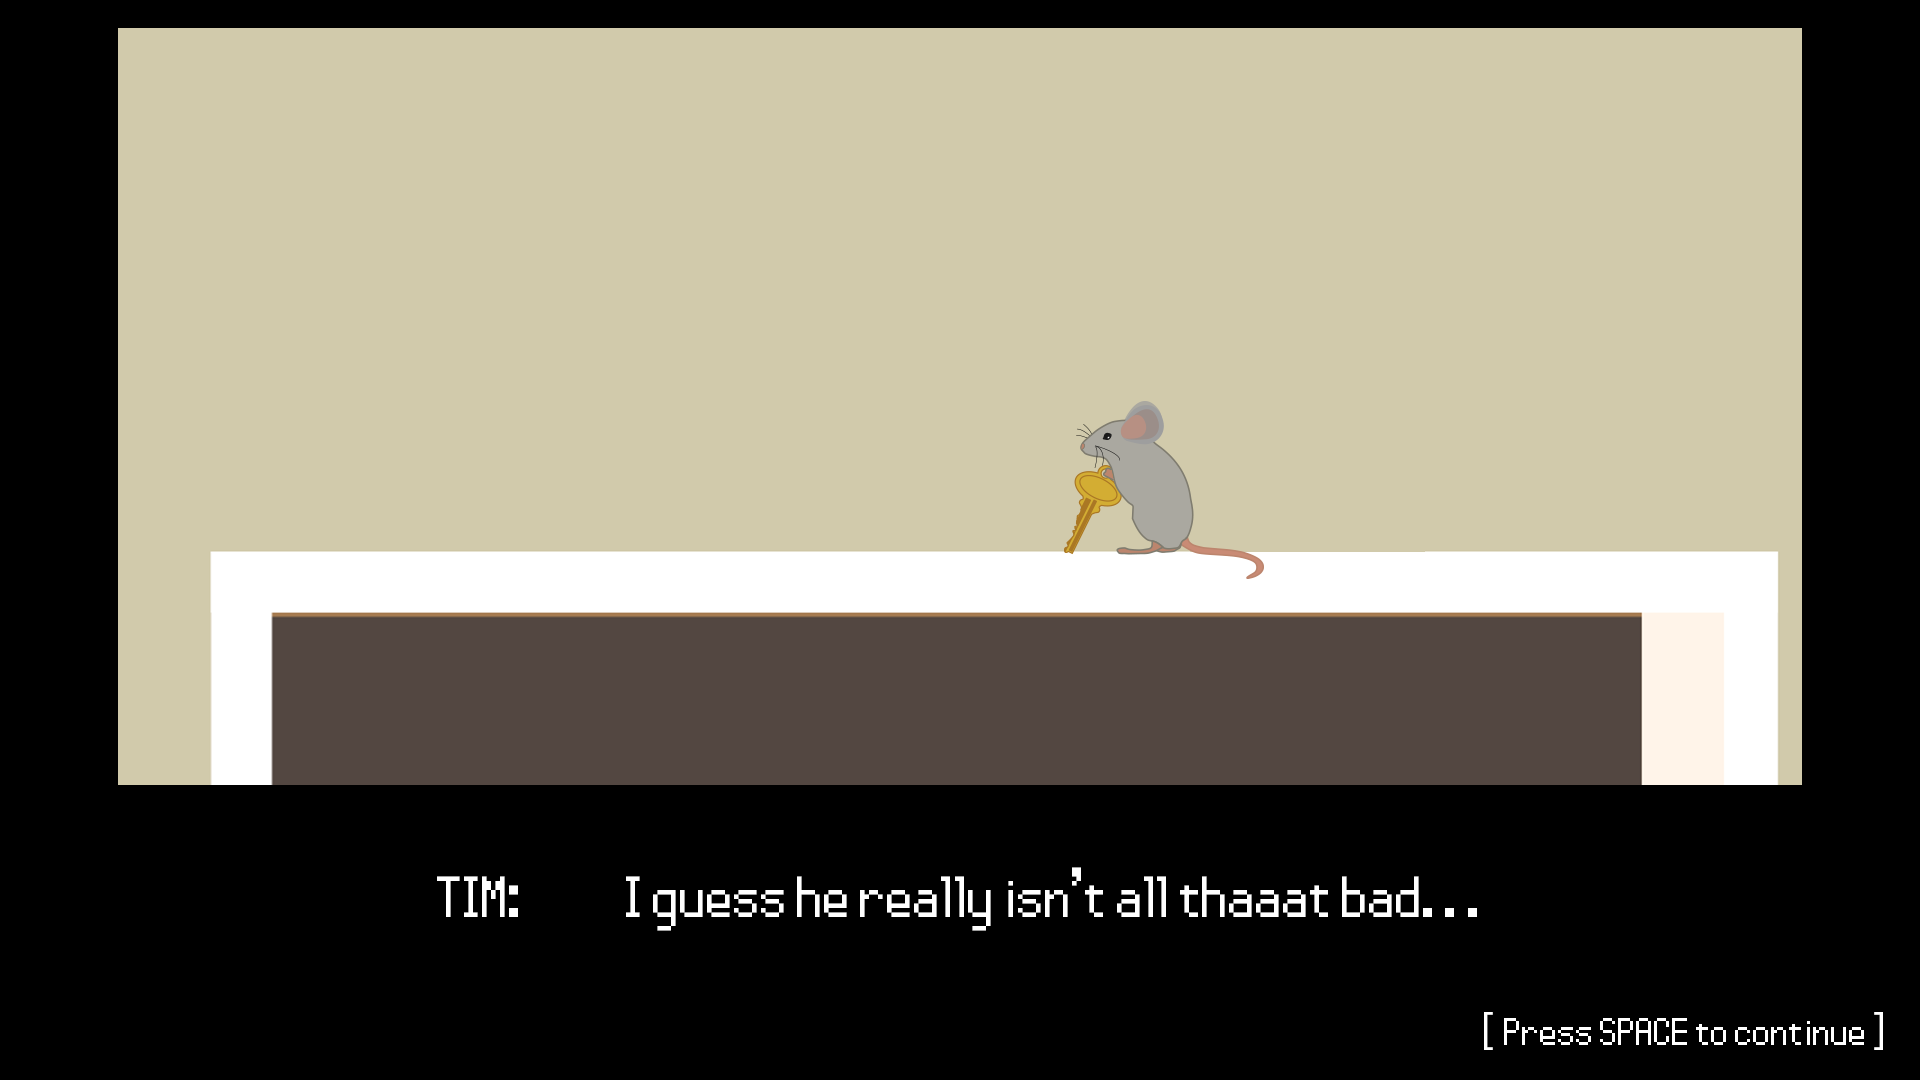 TIM: I guess he really isn't all thaaat bad...
[ Press SPACE to continue ]